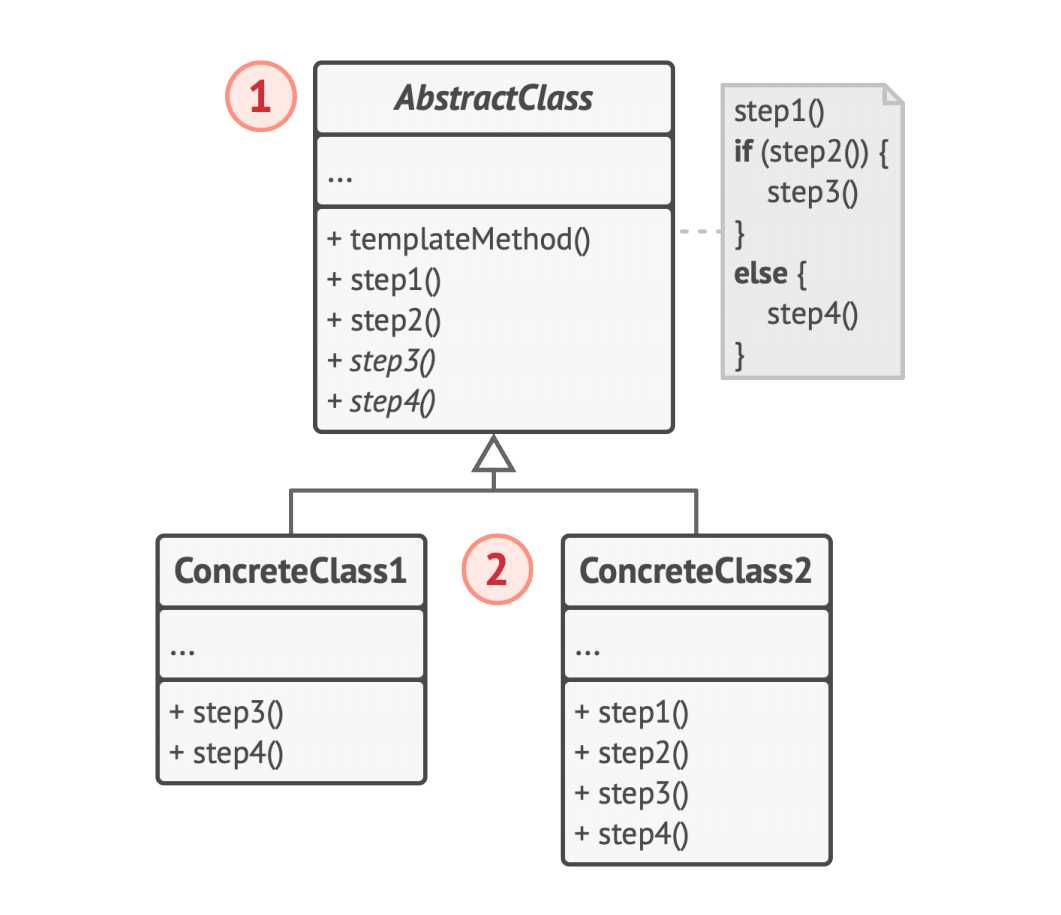 1
AbstractClass
...
+ templateMethod()
+ step1()
+ step2()
+ step3()
+ step4()
step1()
if (step2()) {
step3()
}
else {
step4()
}
ConcreteClass1
...
+ step3()
+ step4()
2
ConcreteClass2
...
+ step1()
+ step2()
+ step3()
+ step4()